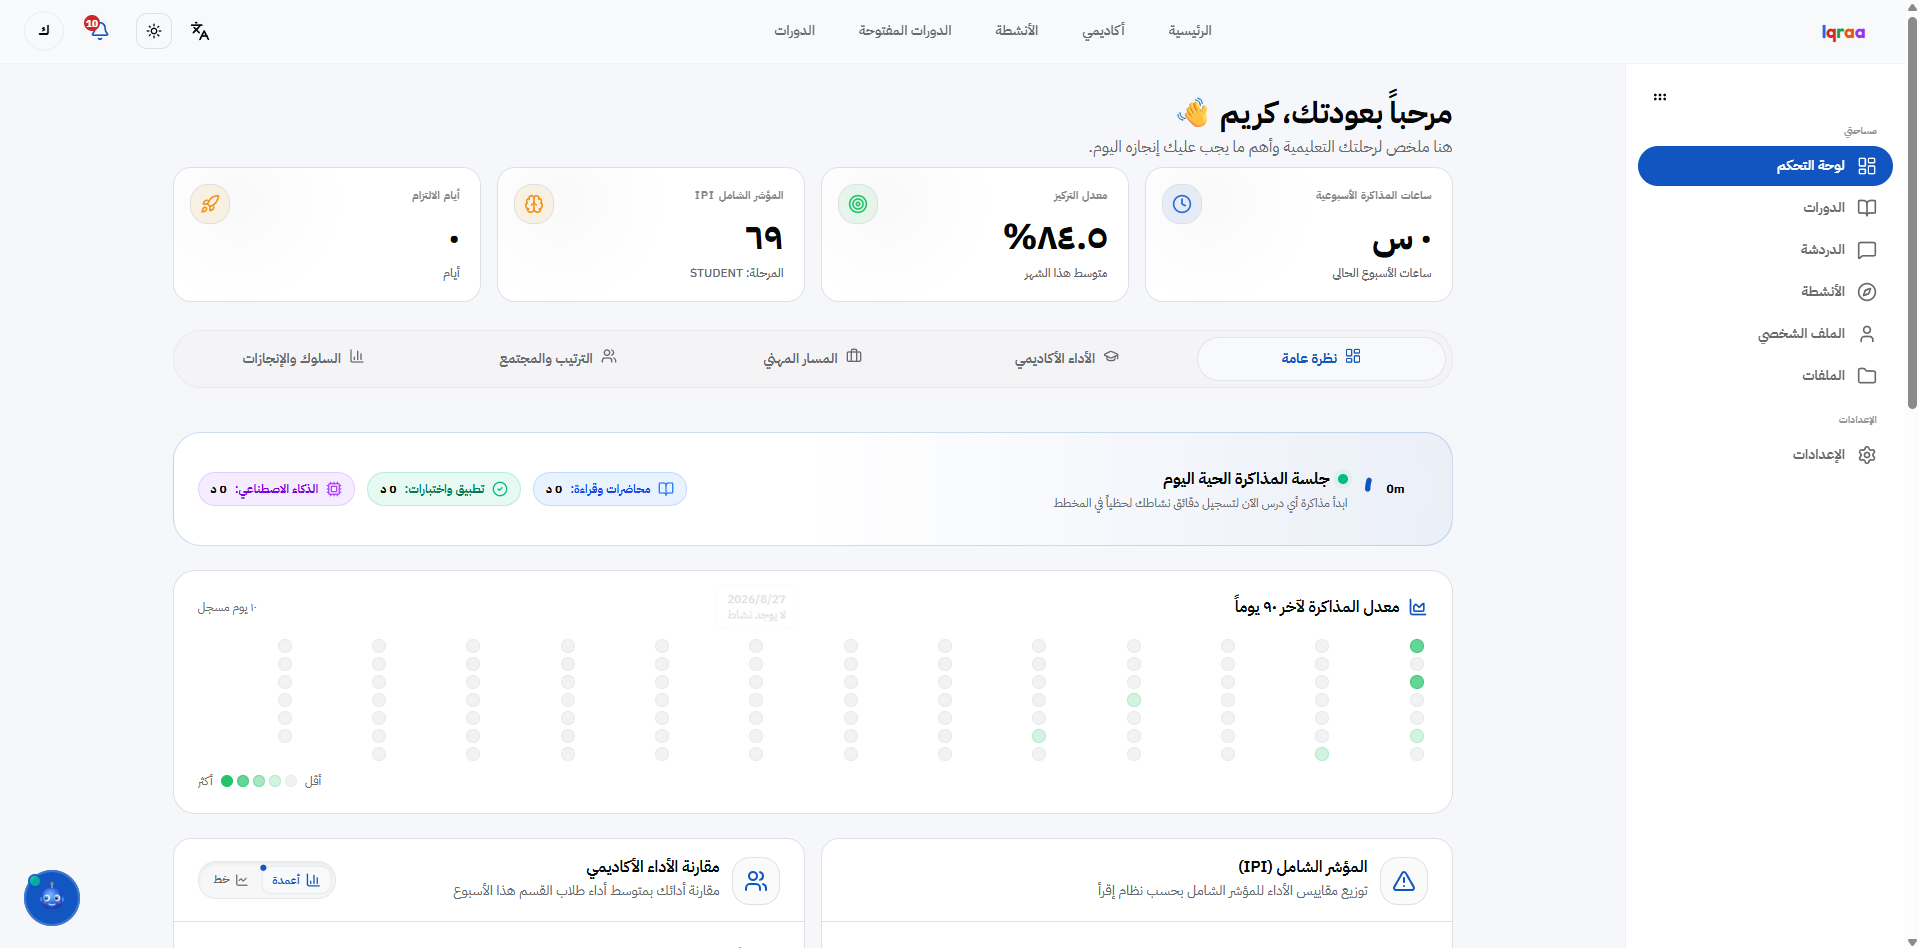 Iqraa
الرئيسية
أكاديمي
الأنشطة
الدورات المفتوحة
الدورات
10
ك
مساحتي
لوحة التحكم
الدورات
الدردشة
الأنشطة
الملف الشخصي
الملفات
الإعدادات
الإعدادات
مرحباً بعودتك، كريم
هنا ملخص لرحلتك التعليمية وأهم ما يجب عليك إنجازه اليوم.
ساعات المذاكرة الأسبوعية
٠ س
ساعات الأسبوع الحالي
معدل التركيز
٨٤.٥%
متوسط هذا الشهر
المؤشر الشامل IPI
٦٩
المرحلة: STUDENT
أيام الالتزام
٠
أيام
نظرة عامة
الأداء الأكاديمي
المسار المهني
الترتيب والمجتمع
السلوك والإنجازات
0m
جلسة المذاكرة الحية اليوم
ابدأ مذاكرة أي درس الآن لتسجيل دقائق نشاطك لحظياً في المخطط
محاضرات وقراءة: 0 د
تطبيق واختبارات: 0 د
الذكاء الاصطناعي: 0 د
معدل المذاكرة لآخر ٩٠ يوماً
2026/8/27
لا يوجد نشاط
١٠ يوم مسجل
أقل
أكثر
المؤشر الشامل (IPI)
توزيع مقاييس الأداء للمؤشر الشامل بحسب نظام إقرأ
مقارنة الأداء الأكاديمي
مقارنة أدائك بمتوسط أداء طلاب القسم هذا الأسبوع
أعمدة
خط